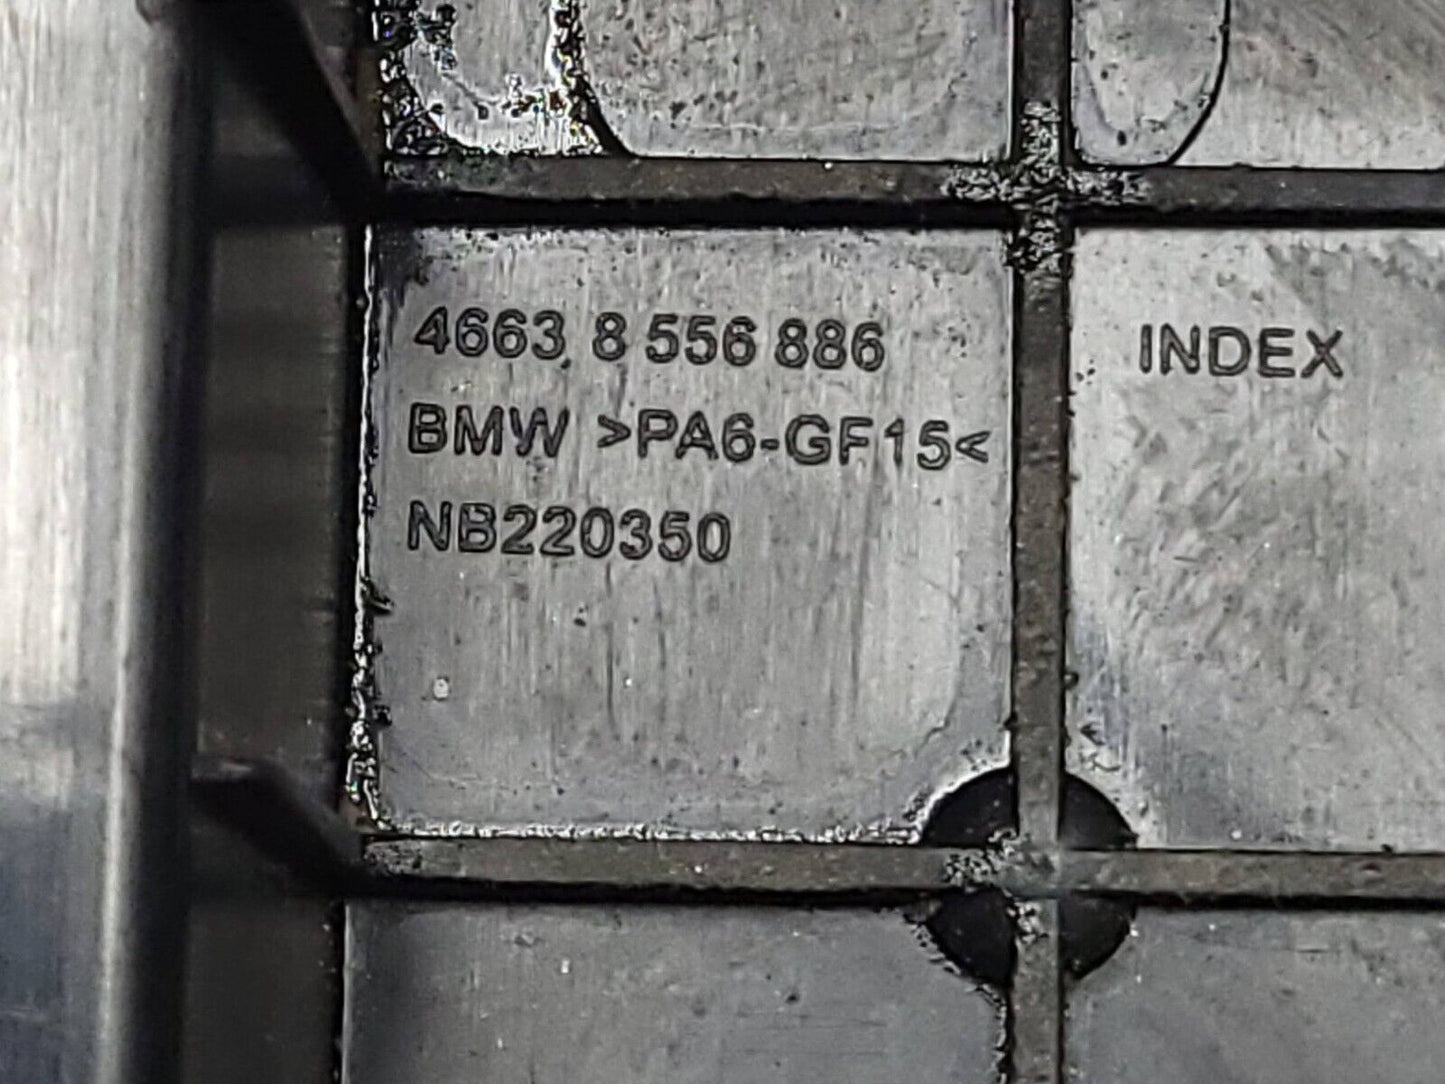 4663 8 556 886
BMW >PA6-GF15<
NB220350
INDEX